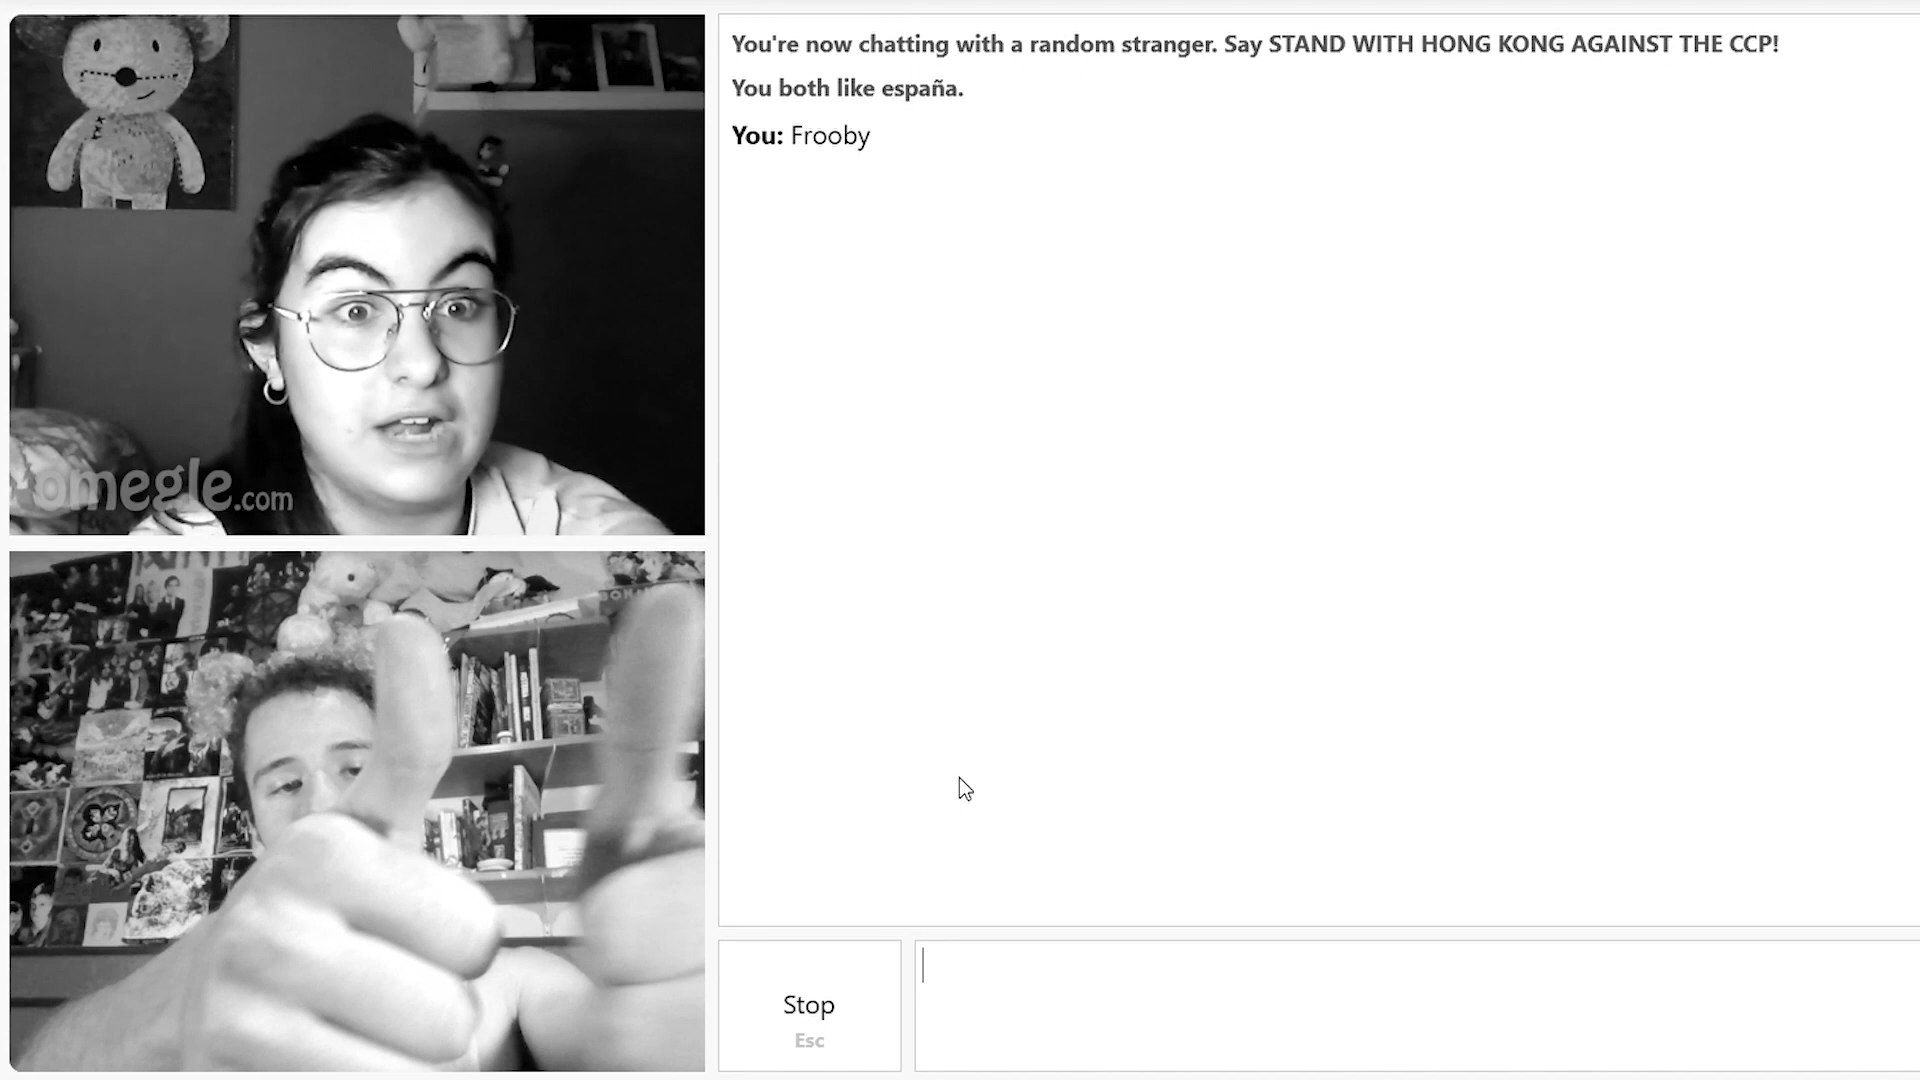 You're now chatting with a random stranger. Say STAND WITH HONG KONG AGAINST THE CCP!
You both like españa.
You: Frooby
omegle.com
Stop
Esc